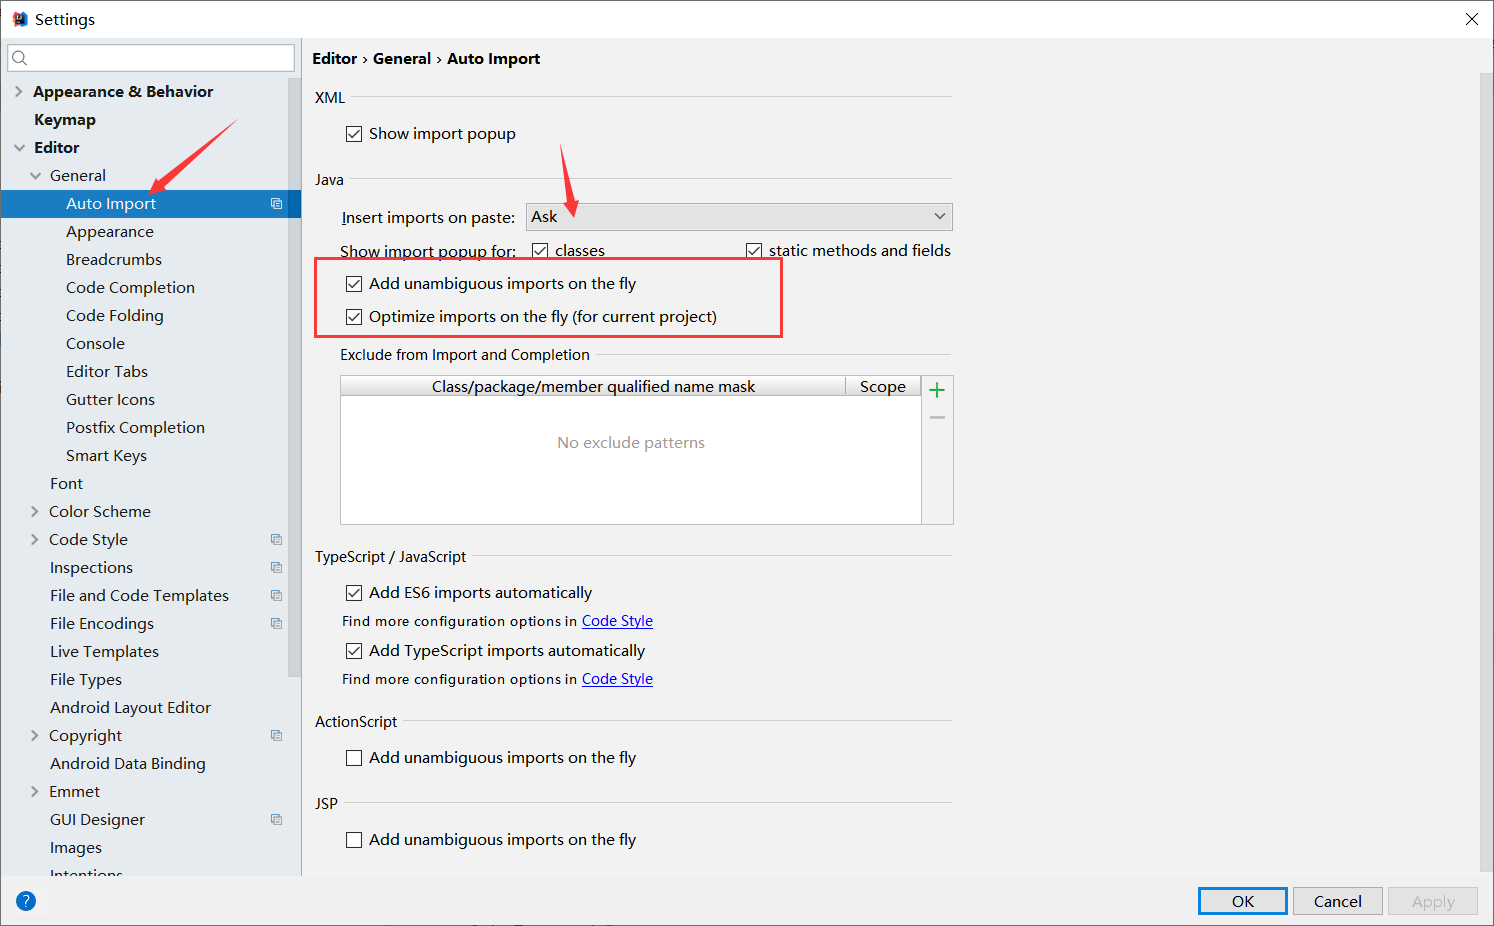 Settings
Appearance & Behavior
Keymap
Editor
General
Auto Import
Appearance
Breadcrumbs
Code Completion
Code Folding
Console
Editor Tabs
Gutter Icons
Postfix Completion
Smart Keys
Font
Color Scheme
Code Style
Inspections
File and Code Templates
File Encodings
Live Templates
File Types
Android Layout Editor
Copyright
Android Data Binding
Emmet
GUI Designer
Images
Intentions
Editor › General › Auto Import
XML
Show import popup
Java
Insert imports on paste: Ask
Show import popup for: classes static methods and fields
Add unambiguous imports on the fly
Optimize imports on the fly (for current project)
Exclude from Import and Completion
Class/package/member qualified name mask Scope
No exclude patterns
TypeScript / JavaScript
Add ES6 imports automatically
Find more configuration options in Code Style
Add TypeScript imports automatically
Find more configuration options in Code Style
ActionScript
Add unambiguous imports on the fly
JSP
Add unambiguous imports on the fly
?
OK Cancel Apply